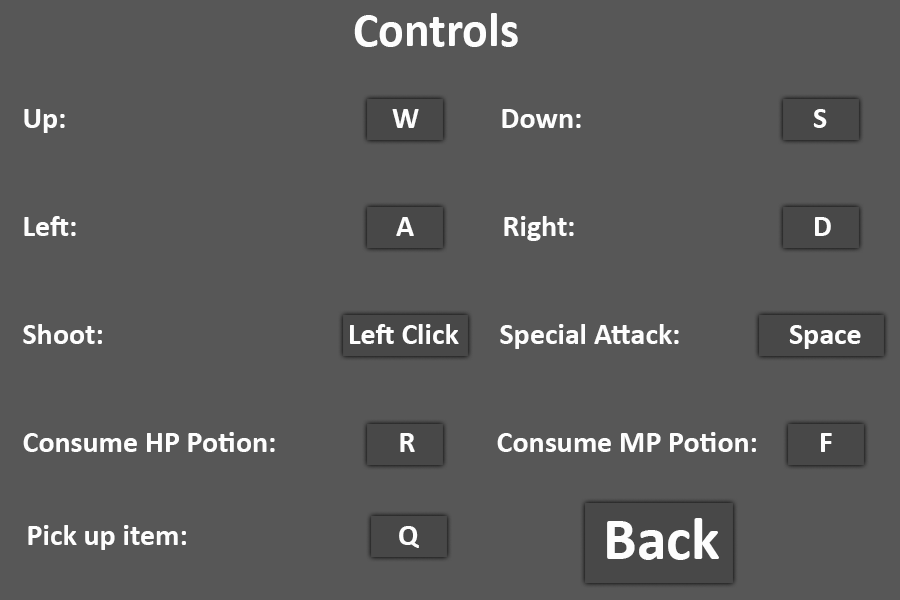 Controls
Up: W Down: S
Left: A Right: D
Shoot: Left Click Special Attack: Space
Consume HP Potion: R Consume MP Potion: F
Pick up item: Q Back